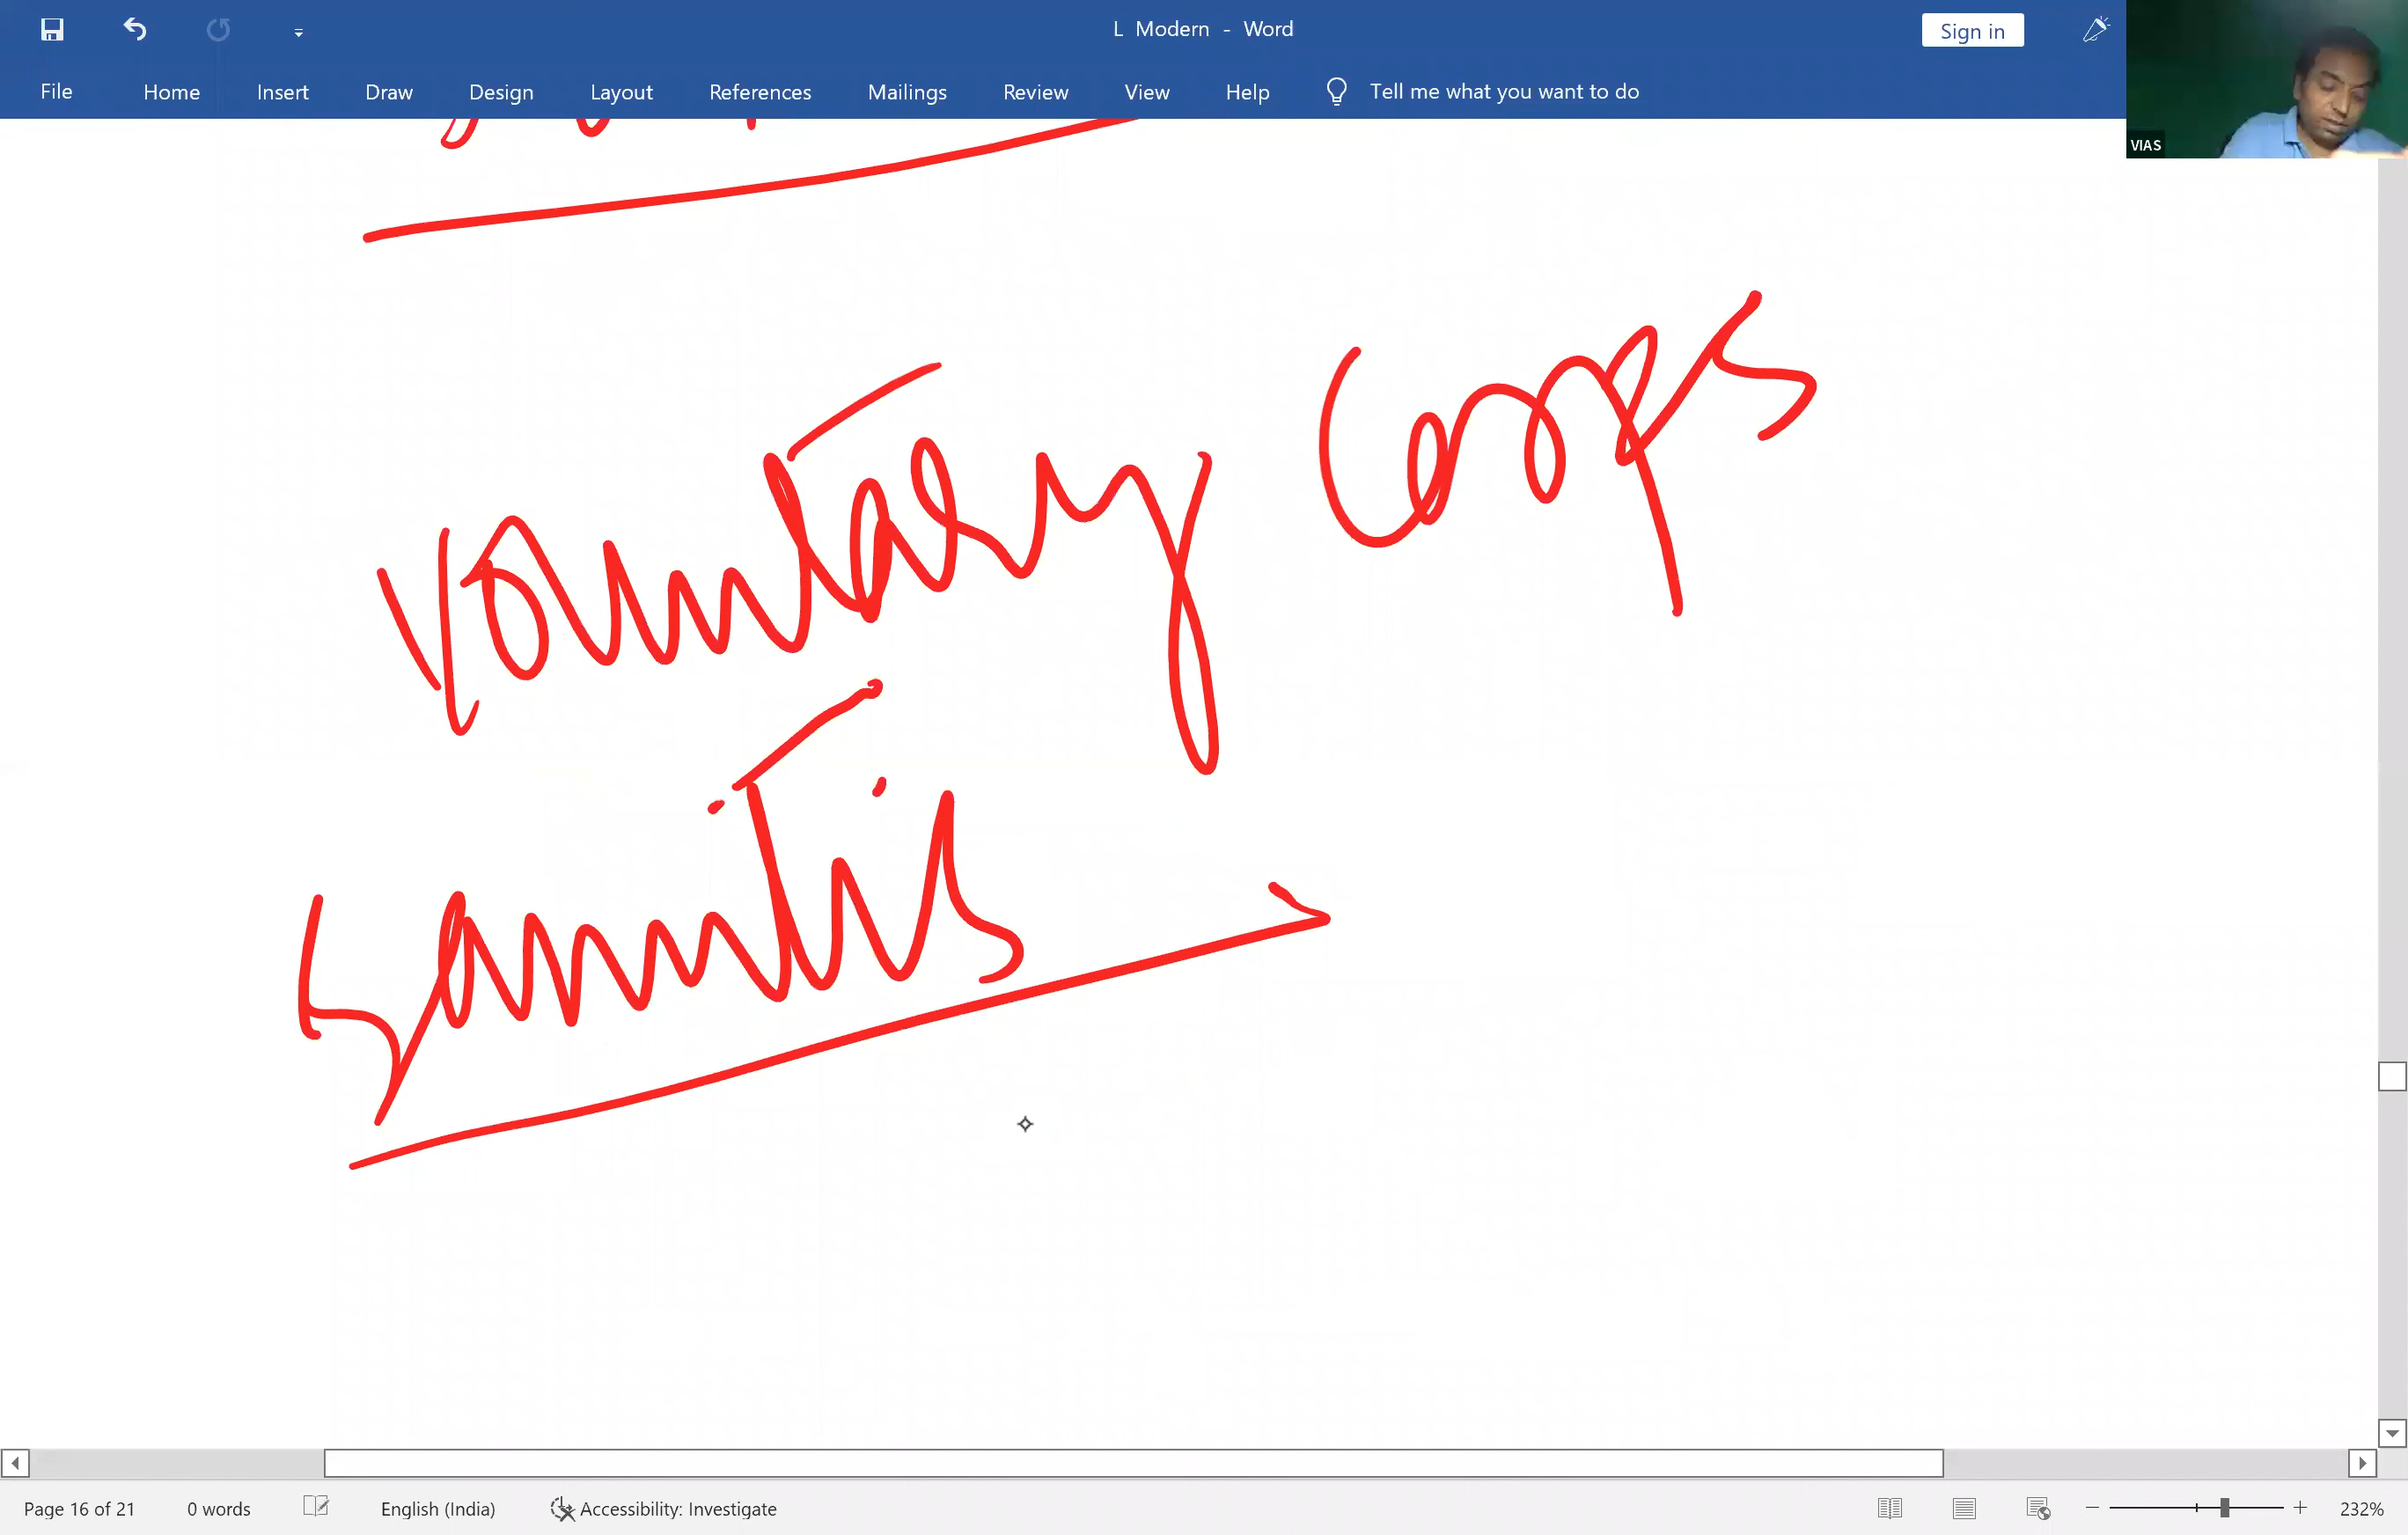 L Modern - Word
Sign in
VIAS
File Home Insert Draw Design Layout References Mailings Review View Help Tell me what you want to do
Voluntary Corps
Samitis
Page 16 of 21 0 words English (India) Accessibility: Investigate 232%